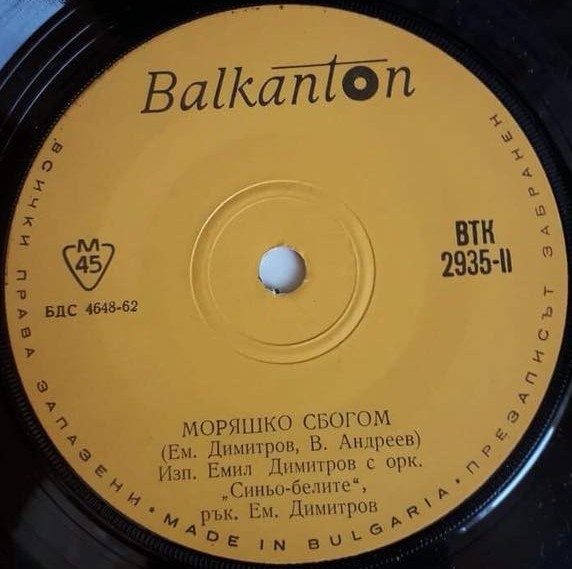 Balkanton
ВСИЧКИ ПРАВА ЗАПАЗЕНИ • MADE IN BULGARIA • ПРЕЗАПИСЪТ ЗАБРАНЕН
М
45
БДС 4648-62
ВТК
2935-II
МОРЯШКО СБОГОМ
(Ем. Димитров, В. Андреев)
Изп. Емил Димитров с орк.
„Синьо-белите“,
рък. Ем. Димитров